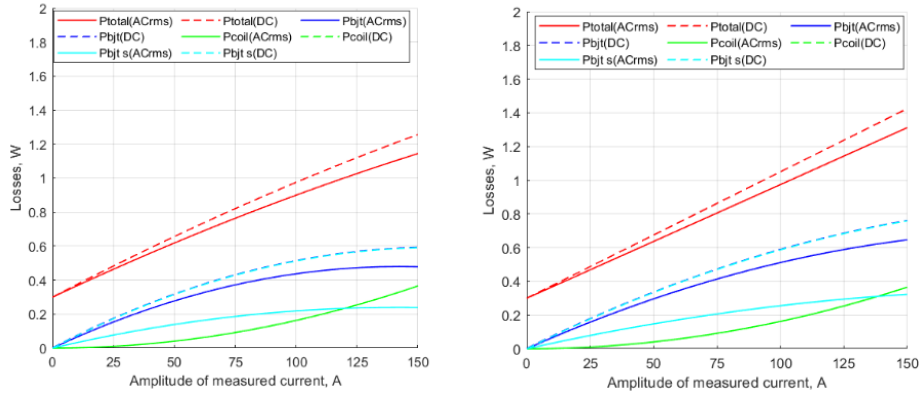 2
1.8
1.6
1.4
1.2
1
0.8
0.6
0.4
0.2
0
Losses, W
Ptotal(ACrms) Ptotal(DC) Pbjt(ACrms)
Pbjt(DC) Pcoil(ACrms) Pcoil(DC)
Pbjt s(ACrms) Pbjt s(DC)
0 25 50 75 100 125 150
Amplitude of measured current, A
2
1.8
1.6
1.4
1.2
1
0.8
0.6
0.4
0.2
0
Losses, W
Ptotal(ACrms) Ptotal(DC) Pbjt(ACrms)
Pbjt(DC) Pcoil(ACrms) Pcoil(DC)
Pbjt s(ACrms) Pbjt s(DC)
0 25 50 75 100 125 150
Amplitude of measured current, A